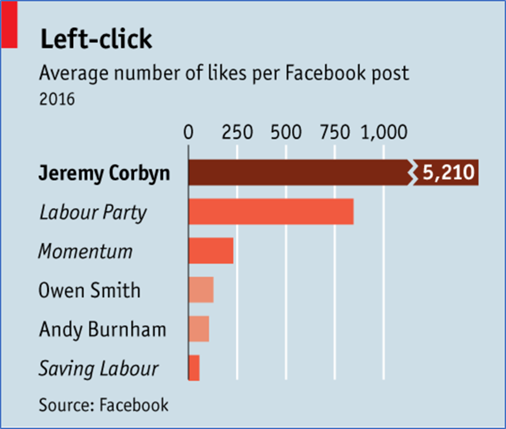 Left-click
Average number of likes per Facebook post
2016
0 250 500 750 1,000
Jeremy Corbyn 5,210
Labour Party
Momentum
Owen Smith
Andy Burnham
Saving Labour
Source: Facebook